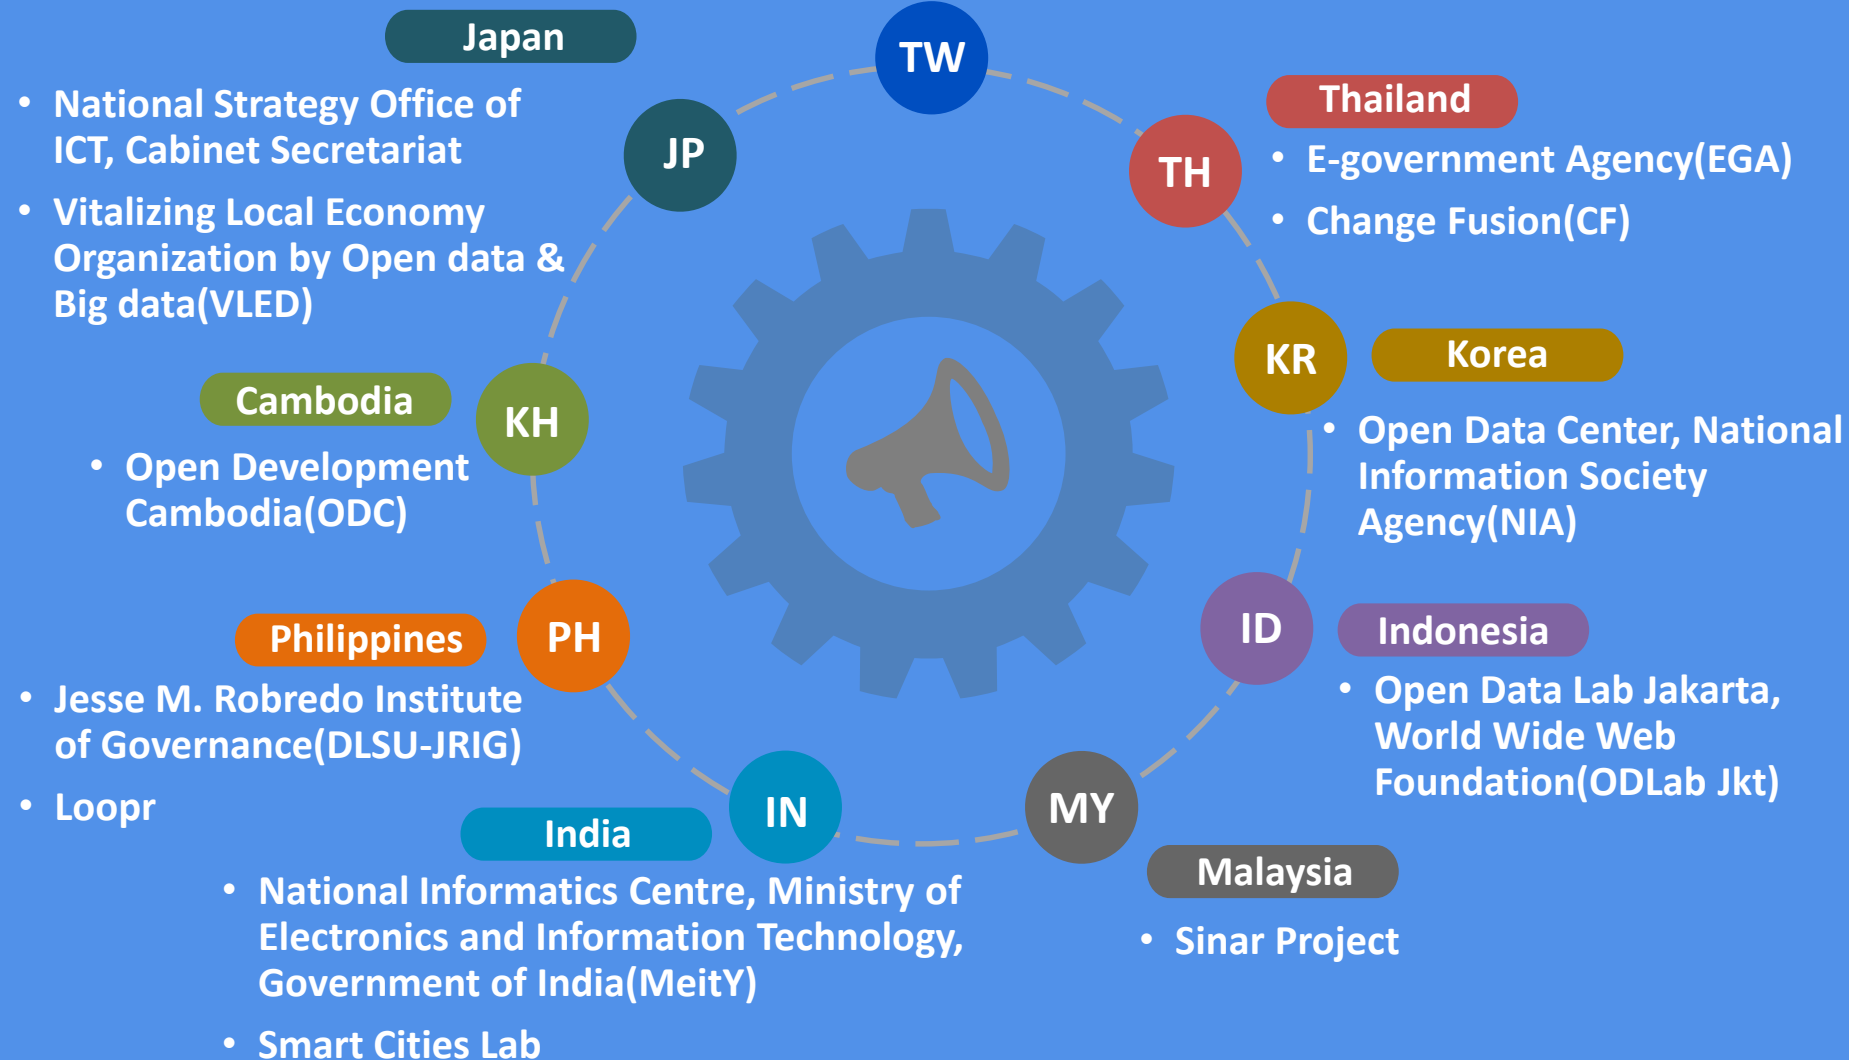 TW
Japan
JP
• National Strategy Office of
ICT, Cabinet Secretariat
• Vitalizing Local Economy
Organization by Open data &
Big data(VLED)
Thailand
TH
• E-government Agency(EGA)
• Change Fusion(CF)
KR
Korea
• Open Data Center, National
Information Society
Agency(NIA)
Cambodia
KH
• Open Development
Cambodia(ODC)
ID
Indonesia
• Open Data Lab Jakarta,
World Wide Web
Foundation(ODLab Jkt)
Philippines
PH
• Jesse M. Robredo Institute
of Governance(DLSU-JRIG)
• Loopr
IN
India
• National Informatics Centre, Ministry of
Electronics and Information Technology,
Government of India(MeitY)
• Smart Cities Lab
MY
Malaysia
• Sinar Project